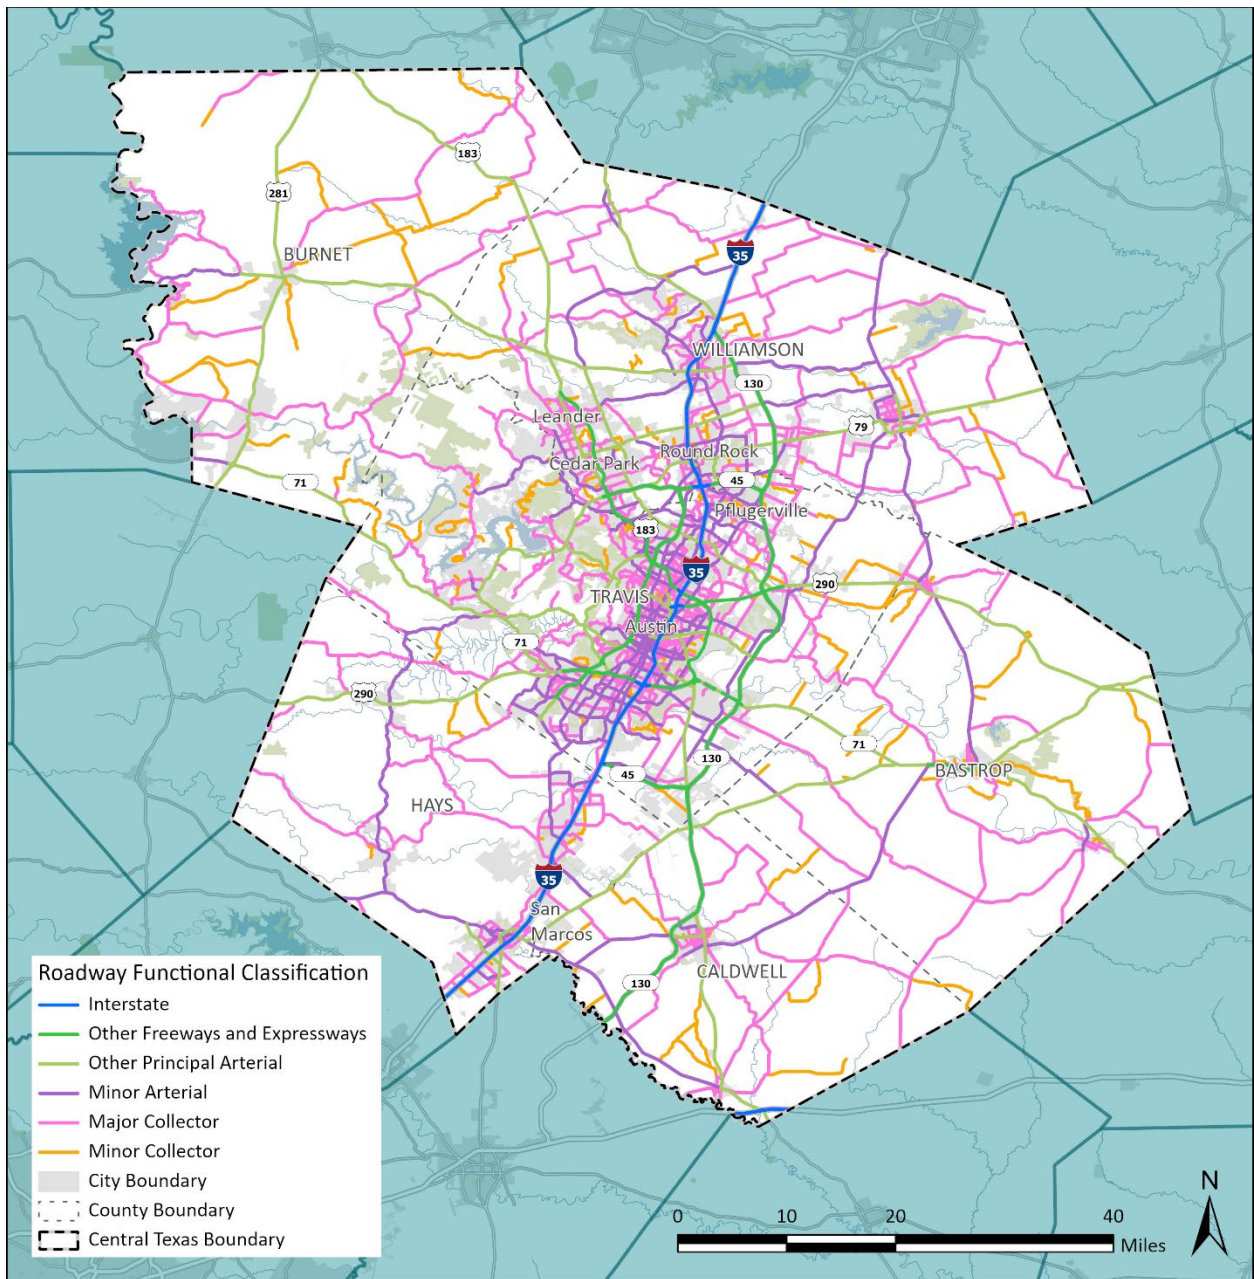 183
281
BURNET
35
WILLIAMSON
130
Leander
79
Round Rock
Cedar Park
71
45
Pflugerville
183
35
290
TRAVIS
Austin
71
290
71
130
BASTROP
45
HAYS
35
San
Marcos
CALDWELL
130
Roadway Functional Classification
Interstate
Other Freeways and Expressways
Other Principal Arterial
Minor Arterial
Major Collector
Minor Collector
City Boundary
County Boundary
Central Texas Boundary
N
0 10 20 40
Miles